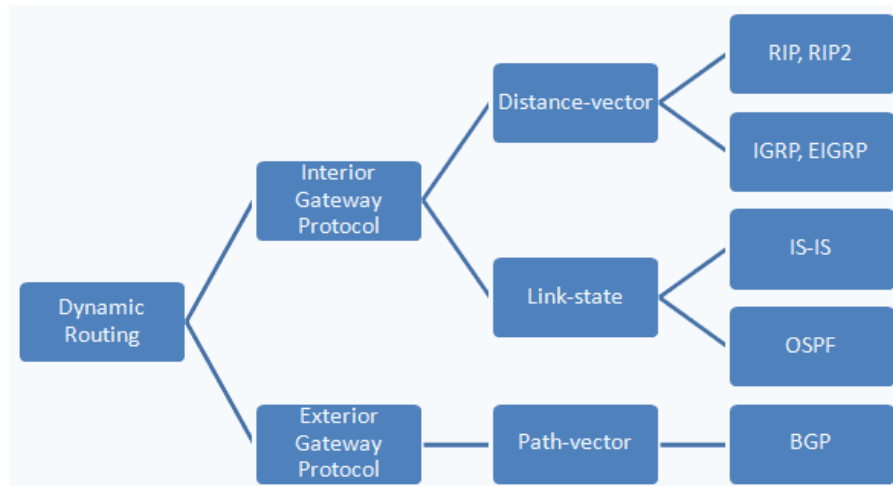 Dynamic
Routing
Interior
Gateway
Protocol
Distance-vector
RIP, RIP2
IGRP, EIGRP
Link-state
IS-IS
OSPF
Exterior
Gateway
Protocol
Path-vector
BGP